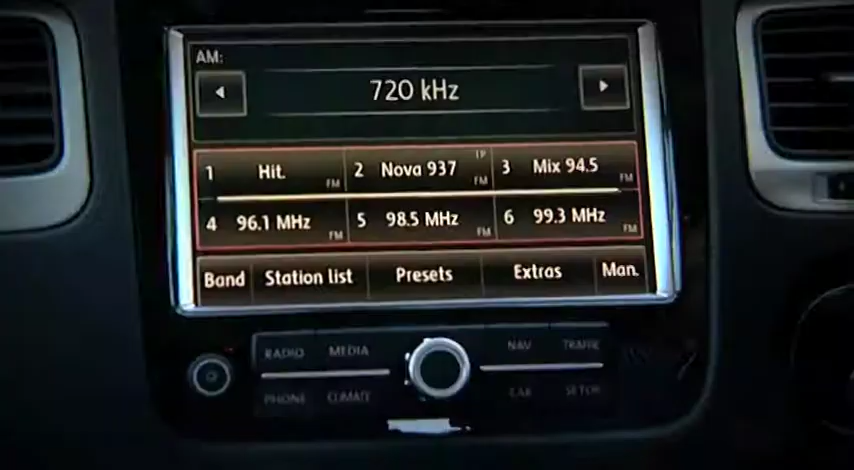 AM:
720 kHz
1 Hit. FM 2 Nova 937 TP FM 3 Mix 94.5 FM
4 96.1 MHz FM 5 98.5 MHz FM 6 99.3 MHz FM
Band Station list Presets Extras Man.
RADIO MEDIA NAV TRAFFIC
PHONE CLIMATE CAR SETUP